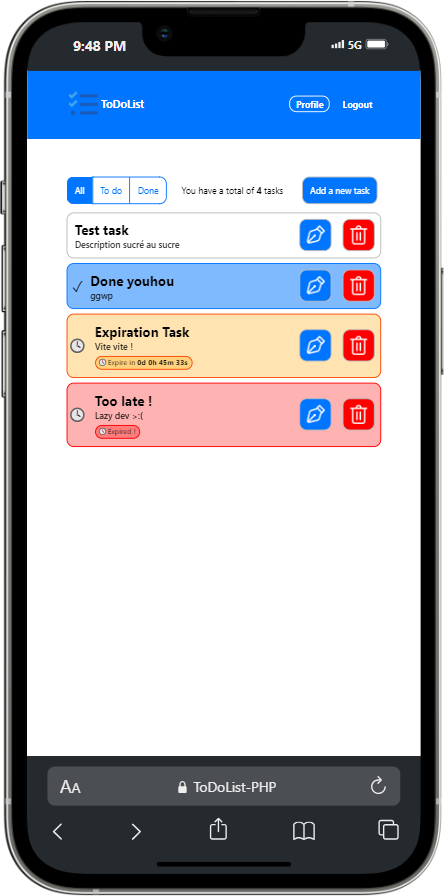 9:48 PM 5G
ToDoList Profile Logout
All To do Done You have a total of 4 tasks Add a new task
Test task
Description sucré au sucre
Done youhou
ggwp
Expiration Task
Vite vite !
Expire in 0d 0h 45m 33s
Too late !
Lazy dev >:(
Expired !
AA ToDoList-PHP